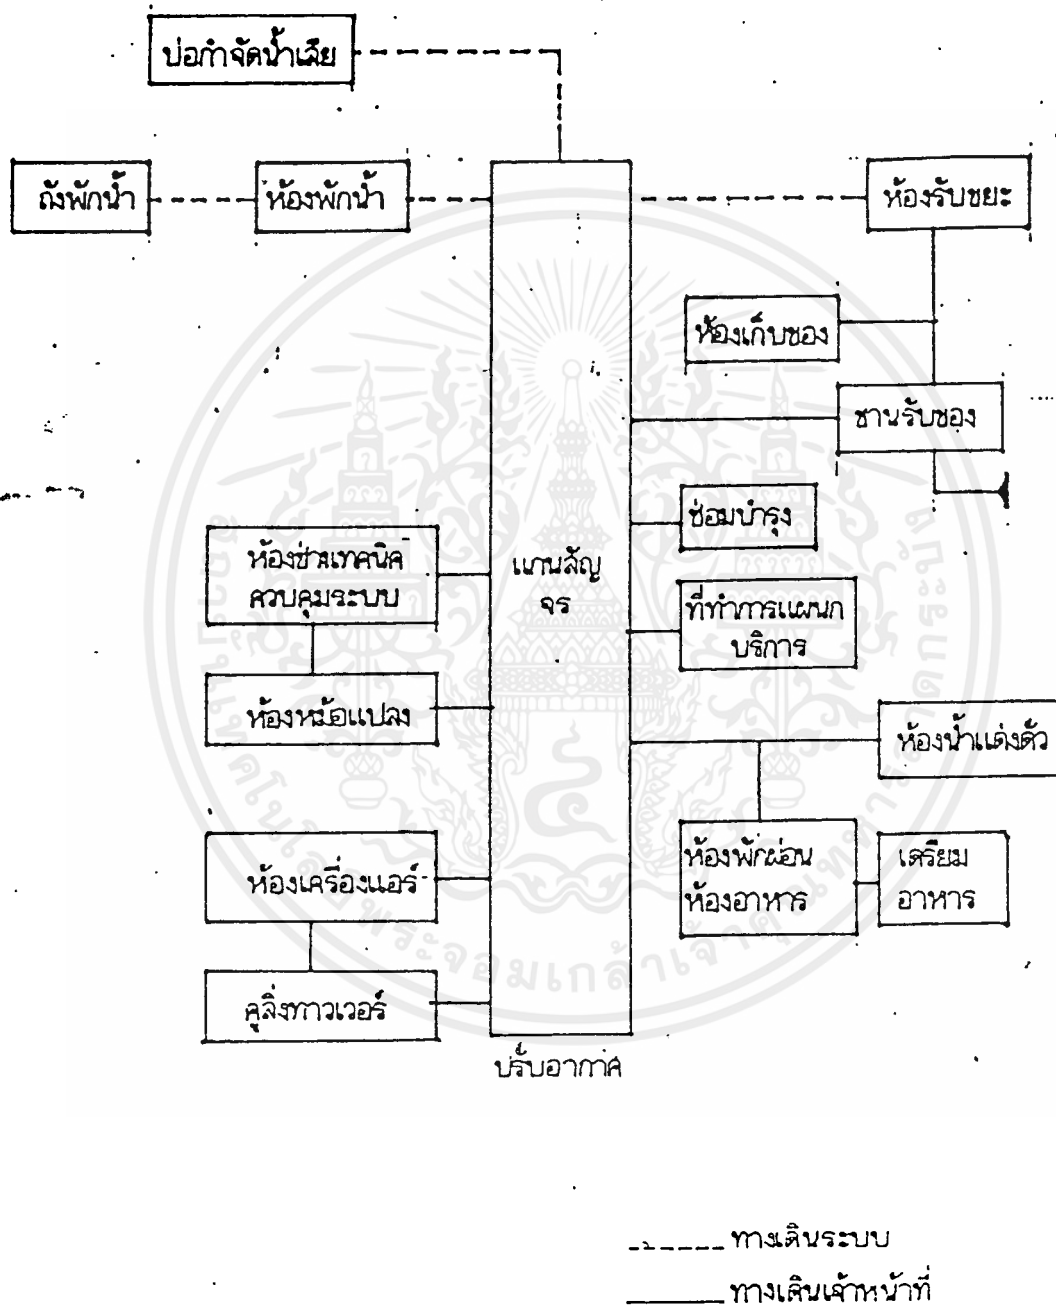 บ่อกำจัดน้ำเสีย
ถังพักน้ำ
ห้องพักน้ำ
ห้องรับขยะ
ห้องเก็บของ
ชานรับของ
ซ่อมบำรุง
ห้องช่างเทคนิค
ควบคุมระบบ
แกนสัญ
จร
ที่ทำการแผนก
บริการ
ห้องหม้อแปลง
ห้องน้ำแต่งตัว
ห้องเครื่องแอร์
ห้องพักผ่อน
ห้องอาหาร
เตรียม
อาหาร
คูลิ่งทาวเวอร์
ปรับอากาศ
ทางเดินระบบ
ทางเดินเจ้าหน้าที่